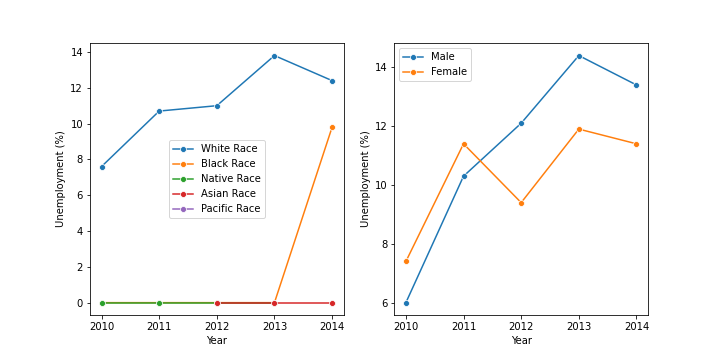 14
12
10
8
6
4
2
0
Unemployment (%)
2010 2011 2012 2013 2014
Year
White Race
Black Race
Native Race
Asian Race
Pacific Race
14
12
10
8
6
Unemployment (%)
2010 2011 2012 2013 2014
Year
Male
Female